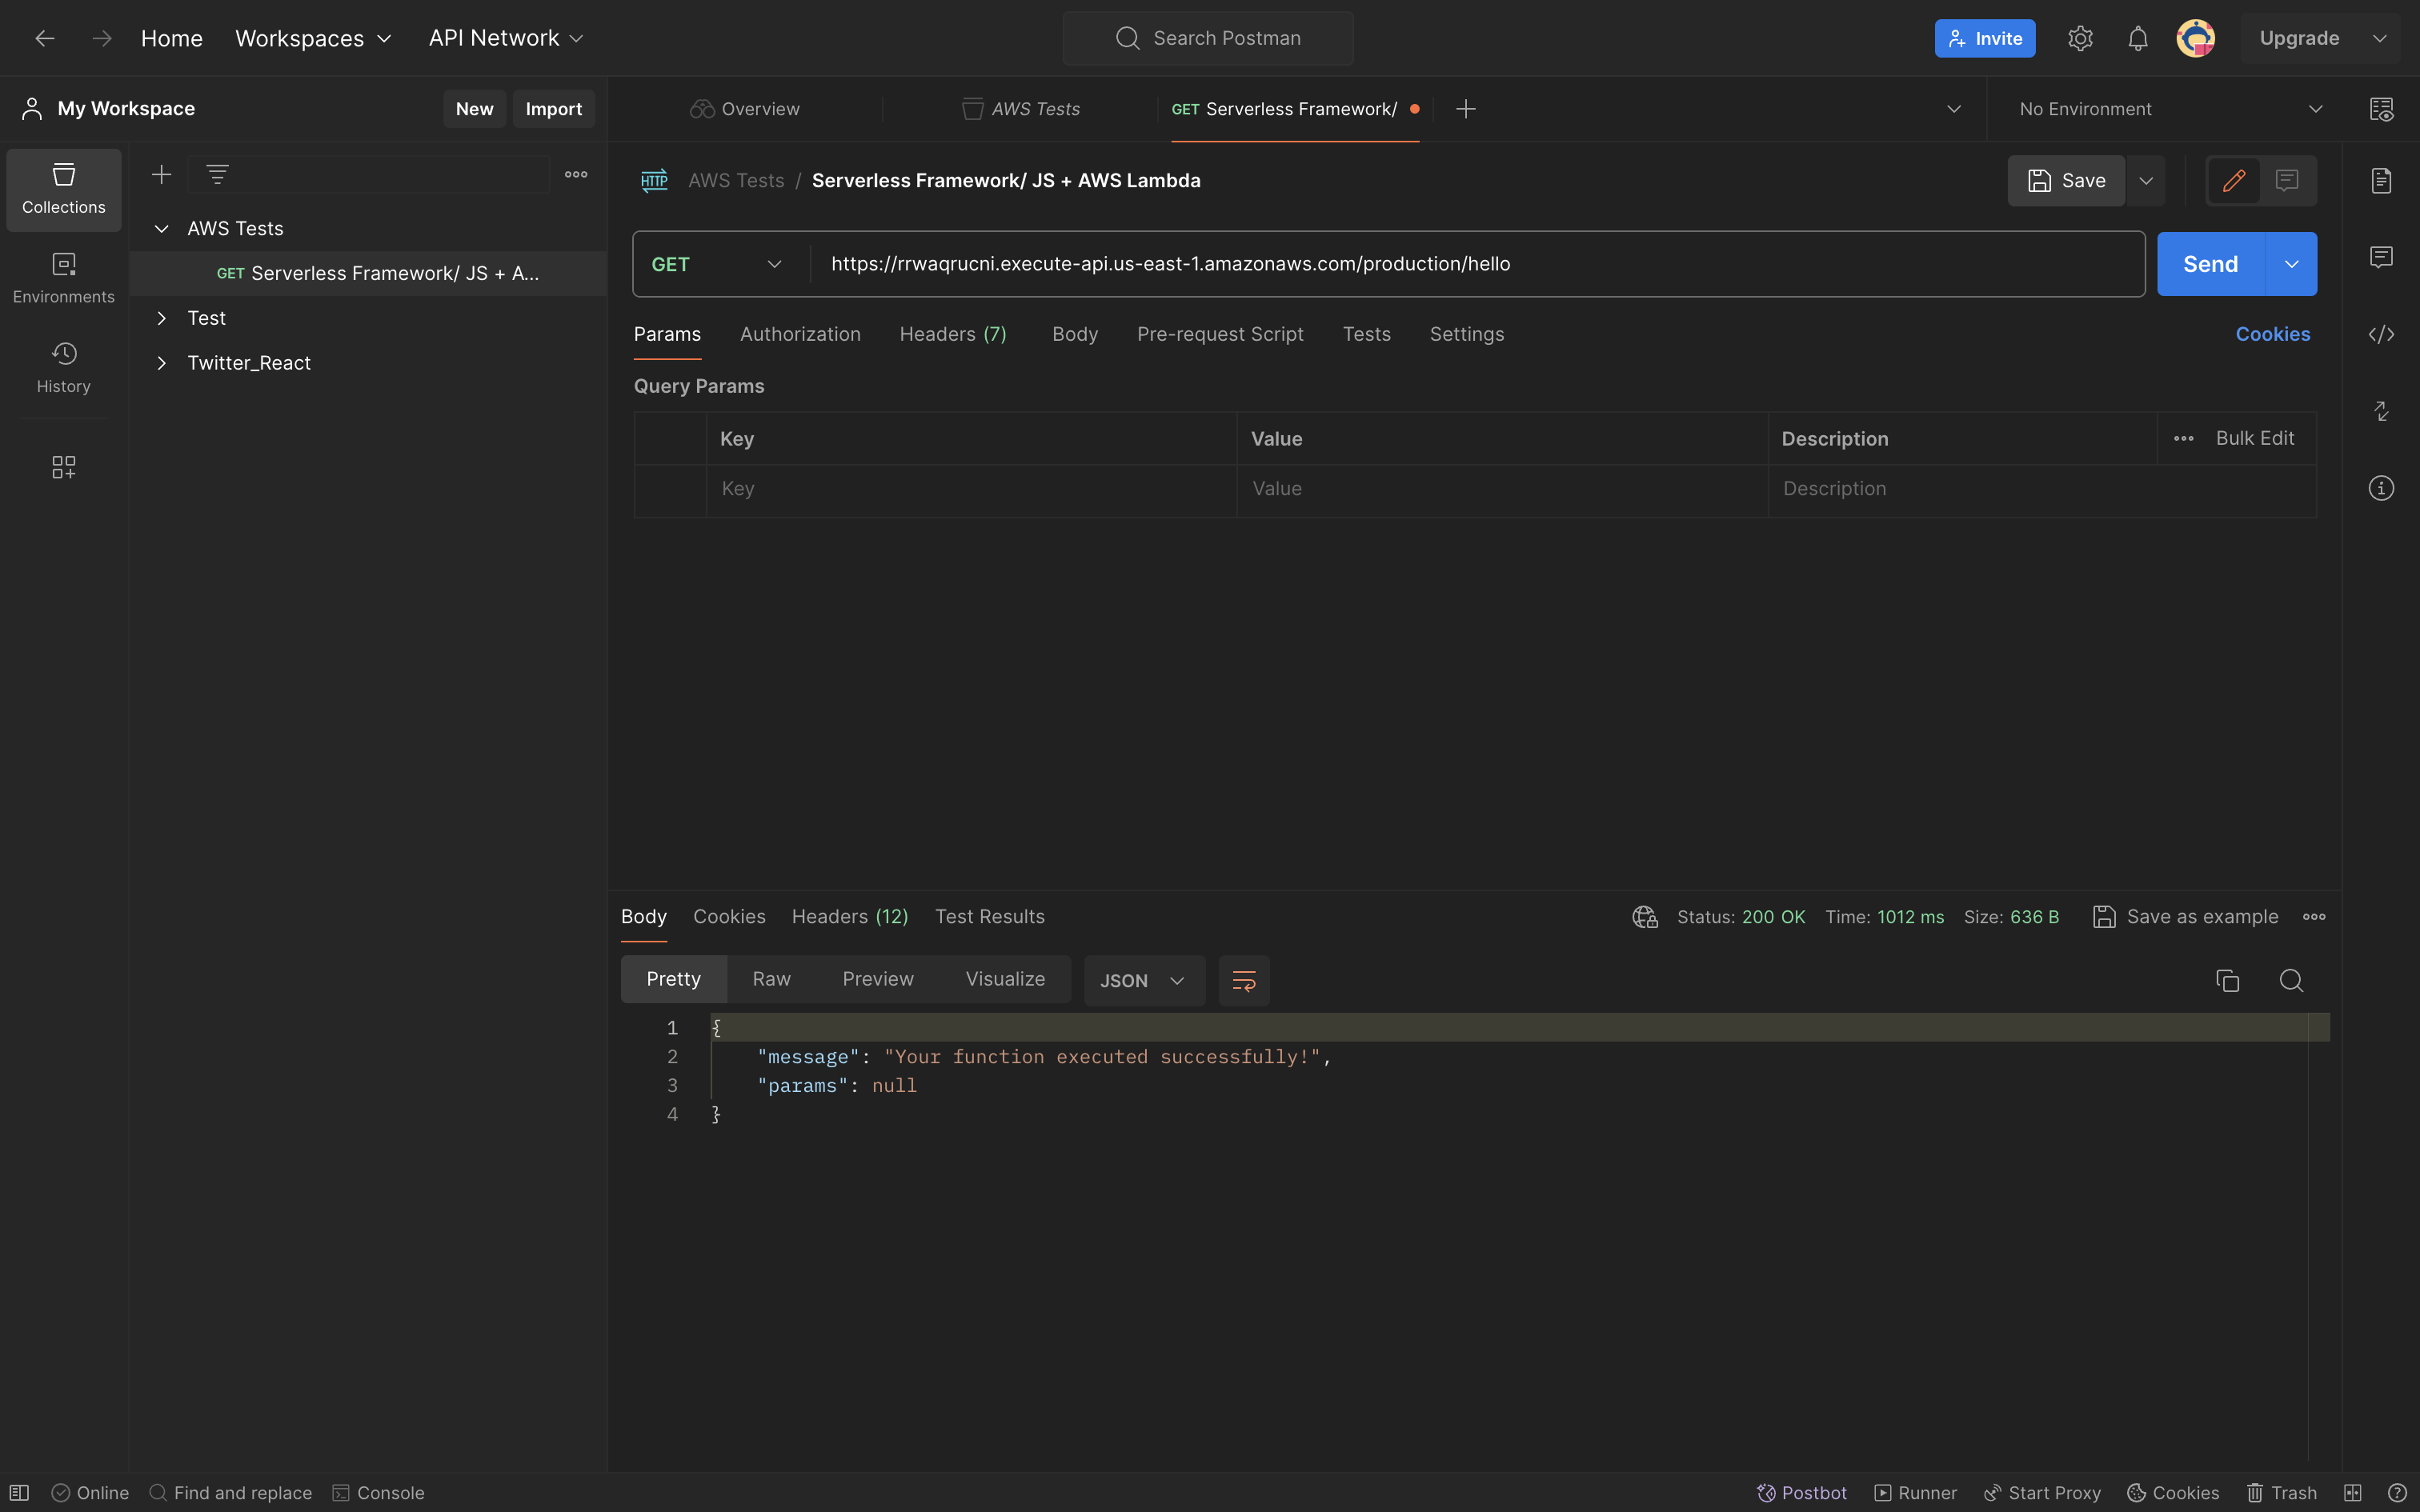 Home Workspaces API Network Search Postman Invite Upgrade
My Workspace New Import Overview AWS Tests GET Serverless Framework/ No Environment
Collections
Environments
History
AWS Tests
GET Serverless Framework/ JS + A...
Test
Twitter_React
HTTP AWS Tests / Serverless Framework/ JS + AWS Lambda Save
GET https://rrwaqrucni.execute-api.us-east-1.amazonaws.com/production/hello Send
Params Authorization Headers (7) Body Pre-request Script Tests Settings Cookies
Query Params
Key Value Description Bulk Edit
Key Value Description
Body Cookies Headers (12) Test Results Status: 200 OK Time: 1012 ms Size: 636 B Save as example
Pretty Raw Preview Visualize JSON
1 {
2 "message": "Your function executed successfully!",
3 "params": null
4 }
Online Find and replace Console Postbot Runner Start Proxy Cookies Trash